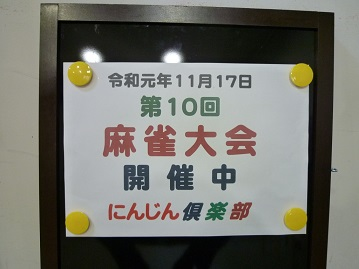 令和元年11月17日
第10回
麻雀大会
開催中
にんじん倶楽部